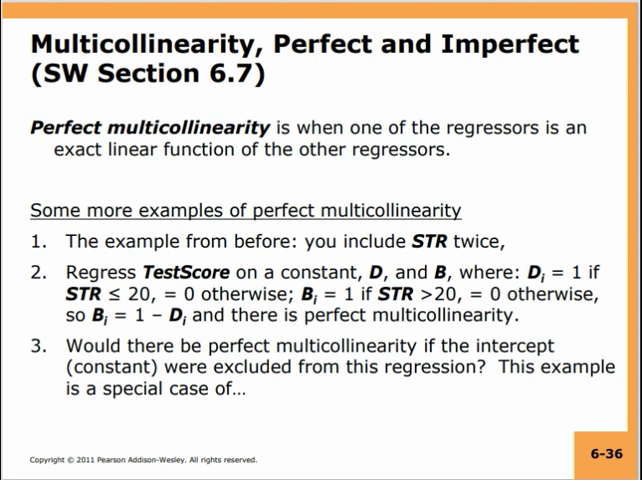 Multicollinearity, Perfect and Imperfect
(SW Section 6.7)
Perfect multicollinearity is when one of the regressors is an
exact linear function of the other regressors.
Some more examples of perfect multicollinearity
1. The example from before: you include STR twice,
2. Regress TestScore on a constant, D, and B, where: Di = 1 if
STR ≤ 20, = 0 otherwise; Bi = 1 if STR >20, = 0 otherwise,
so Bi = 1 – Di and there is perfect multicollinearity.
3. Would there be perfect multicollinearity if the intercept
(constant) were excluded from this regression? This example
is a special case of…
Copyright © 2011 Pearson Addison-Wesley. All rights reserved.
6-36